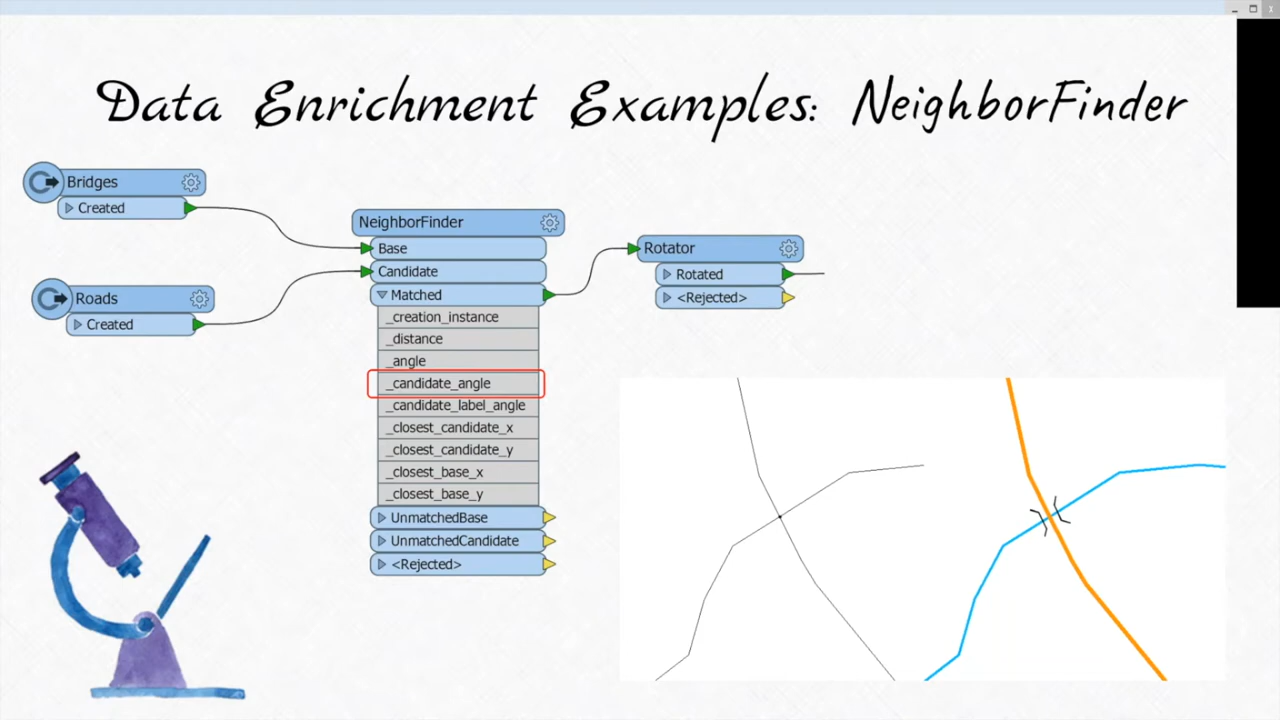 Data Enrichment Examples: NeighborFinder
Bridges
Created
Roads
Created
NeighborFinder
Base
Candidate
Matched
_creation_instance
_distance
_angle
_candidate_angle
_candidate_label_angle
_closest_candidate_x
_closest_candidate_y
_closest_base_x
_closest_base_y
UnmatchedBase
UnmatchedCandidate
<Rejected>
Rotator
Rotated
<Rejected>